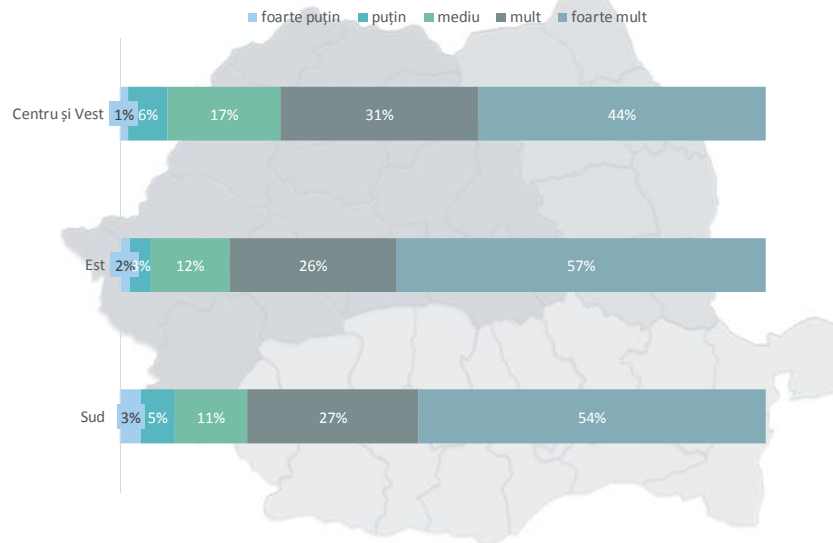 foarte puțin puțin mediu mult foarte mult
Centru și Vest 1% 6% 17% 31% 44%
Est 2% 3% 12% 26% 57%
Sud 3% 5% 11% 27% 54%